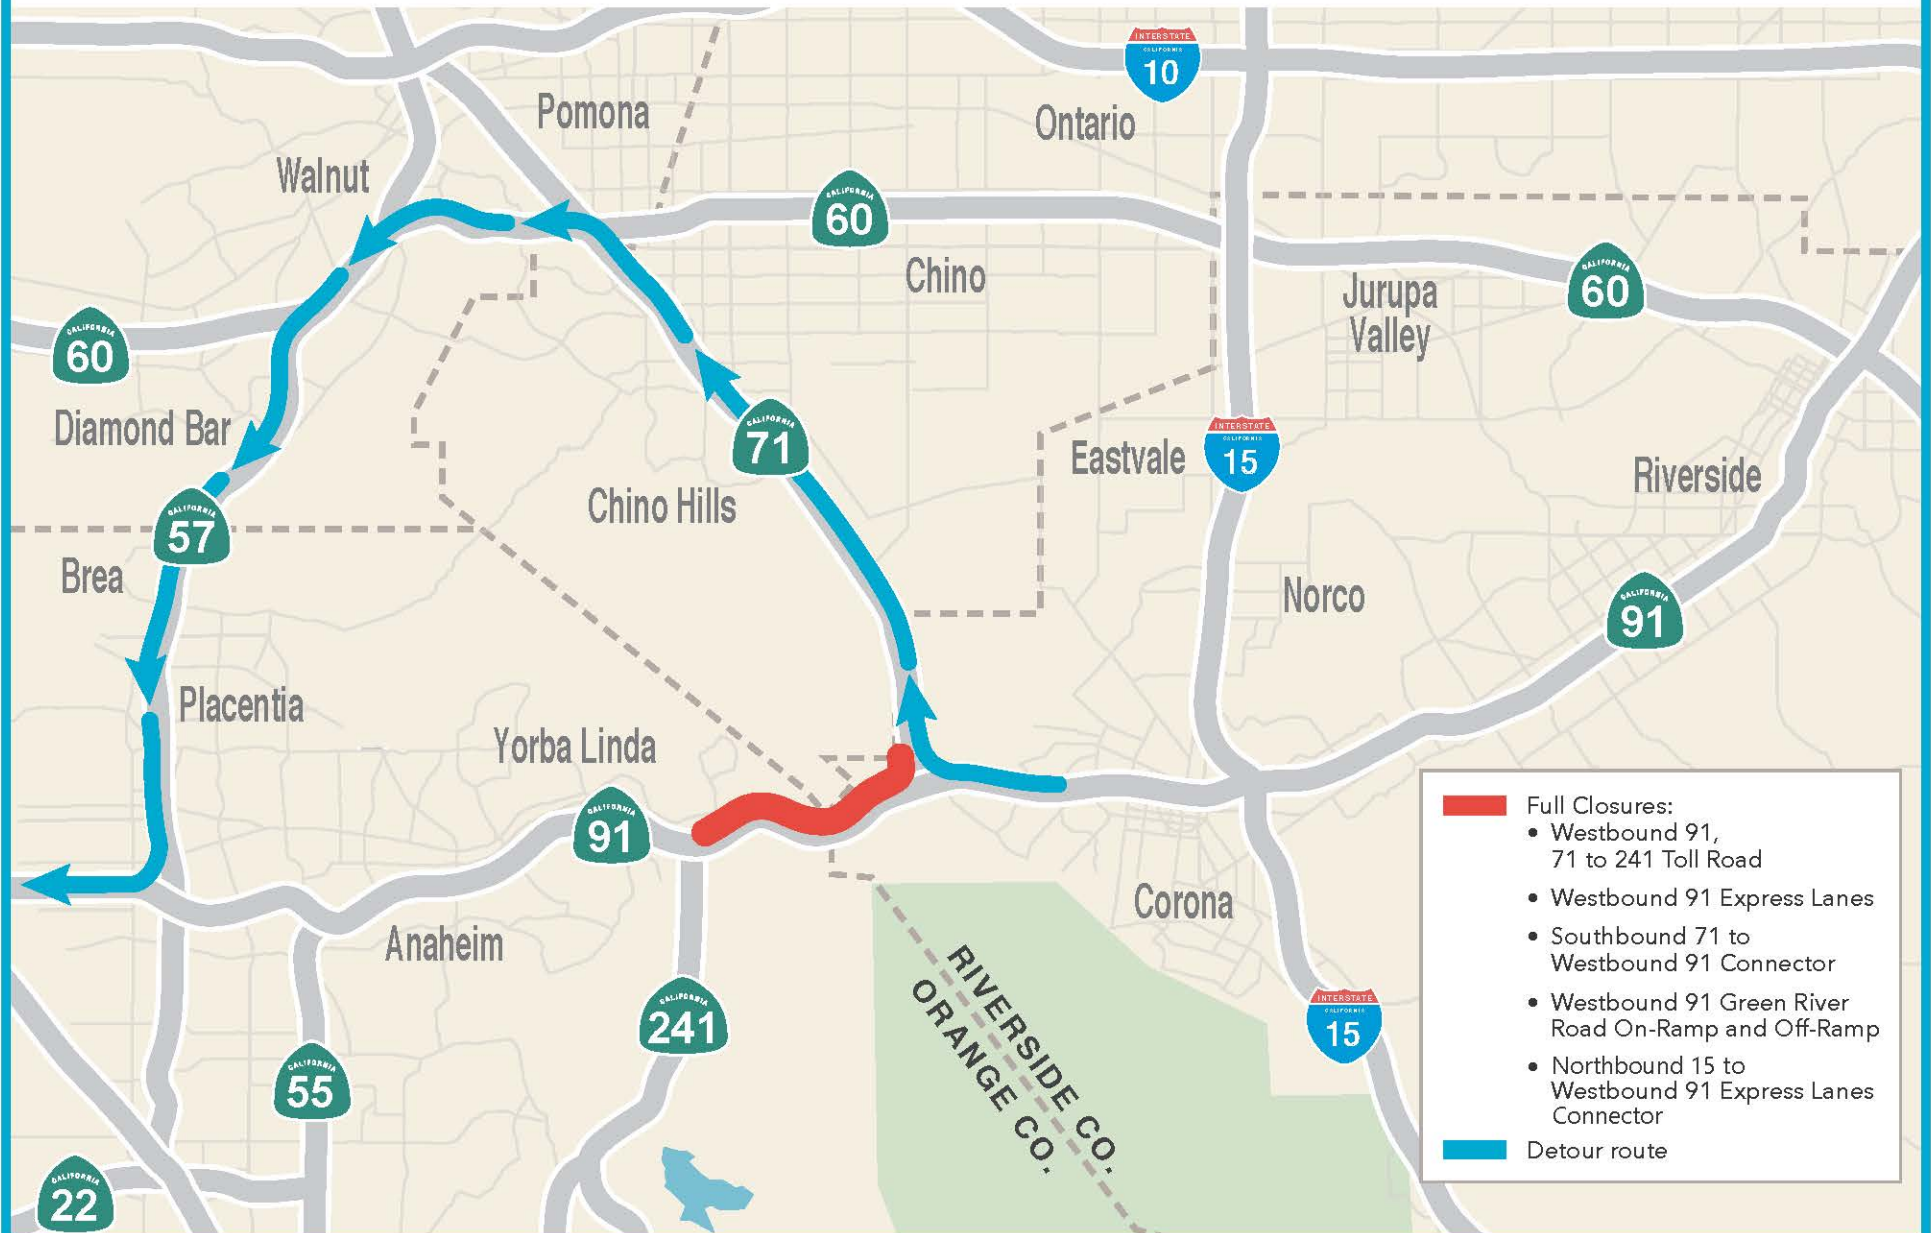 INTERSTATE
CALIFORNIA
10
Pomona
Ontario
Walnut
CALIFORNIA
60
Chino
CALIFORNIA
60
Jurupa
Valley
CALIFORNIA
60
Diamond Bar
CALIFORNIA
71
INTERSTATE
CALIFORNIA
15
Eastvale
Riverside
Chino Hills
CALIFORNIA
57
Brea
Norco
CALIFORNIA
91
Placentia
Yorba Linda
CALIFORNIA
91
Corona
Anaheim
RIVERSIDE CO.
ORANGE CO.
CALIFORNIA
241
INTERSTATE
CALIFORNIA
15
CALIFORNIA
55
CALIFORNIA
22
Full Closures:
• Westbound 91,
71 to 241 Toll Road
• Westbound 91 Express Lanes
• Southbound 71 to
Westbound 91 Connector
• Westbound 91 Green River
Road On-Ramp and Off-Ramp
• Northbound 15 to
Westbound 91 Express Lanes
Connector
Detour route